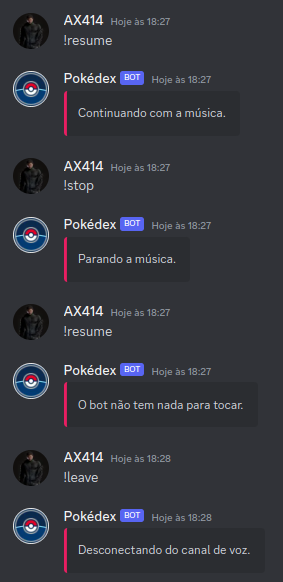 AX414 Hoje às 18:27
!resume
Pokédex BOT Hoje às 18:27
Continuando com a música.
AX414 Hoje às 18:27
!stop
Pokédex BOT Hoje às 18:27
Parando a música.
AX414 Hoje às 18:27
!resume
Pokédex BOT Hoje às 18:27
O bot não tem nada para tocar.
AX414 Hoje às 18:28
!leave
Pokédex BOT Hoje às 18:28
Desconectando do canal de voz.